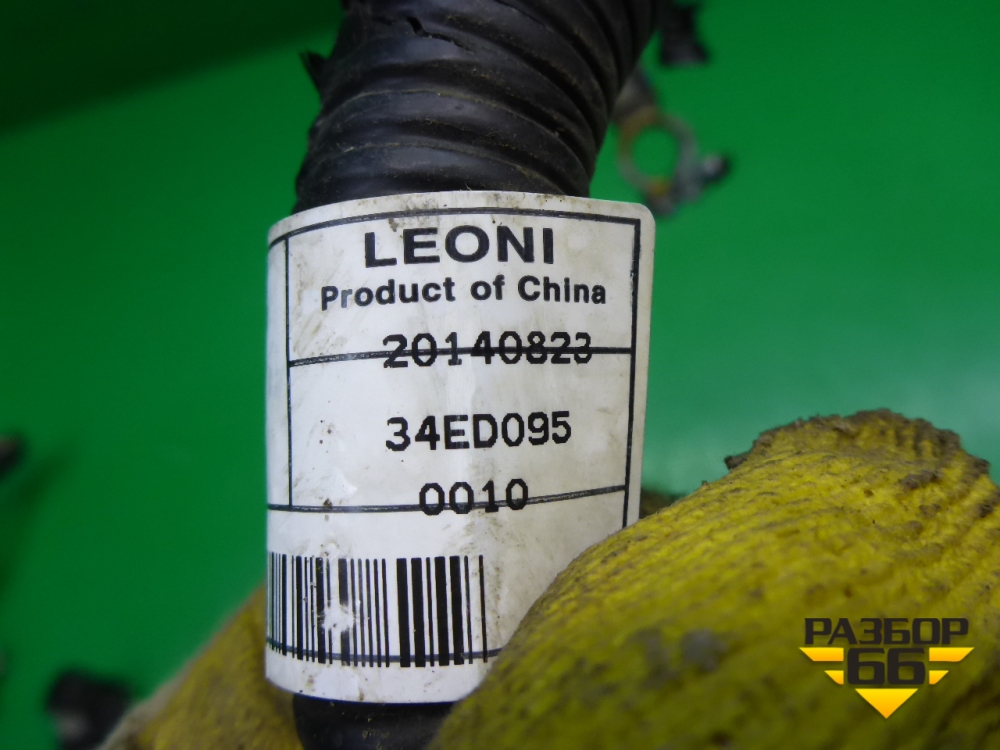 LEONI
Product of China
20140823
34ED095
0010
РАЗБОР
66